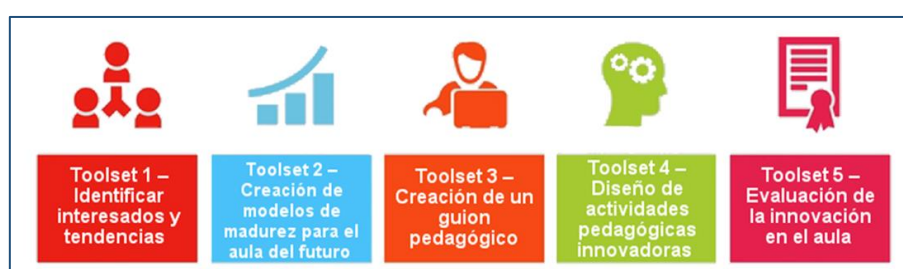 Toolset 1 –
Identificar
interesados y
tendencias
Toolset 2 –
Creación de
modelos de
madurez para el
aula del futuro
Toolset 3 –
Creación de un
guion
pedagógico
Toolset 4 –
Diseño de
actividades
pedagógicas
innovadoras
Toolset 5 –
Evaluación de
la innovación
en el aula